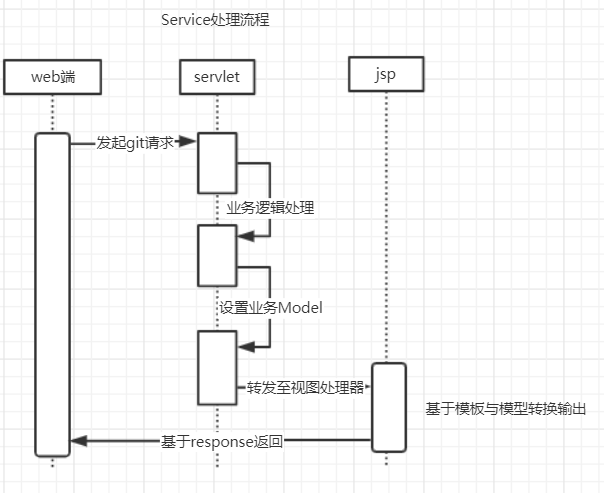 Service处理流程
web端
servlet
jsp
发起git请求
业务逻辑处理
设置业务Model
转发至视图处理器
基于模板与模型转换输出
基于response返回